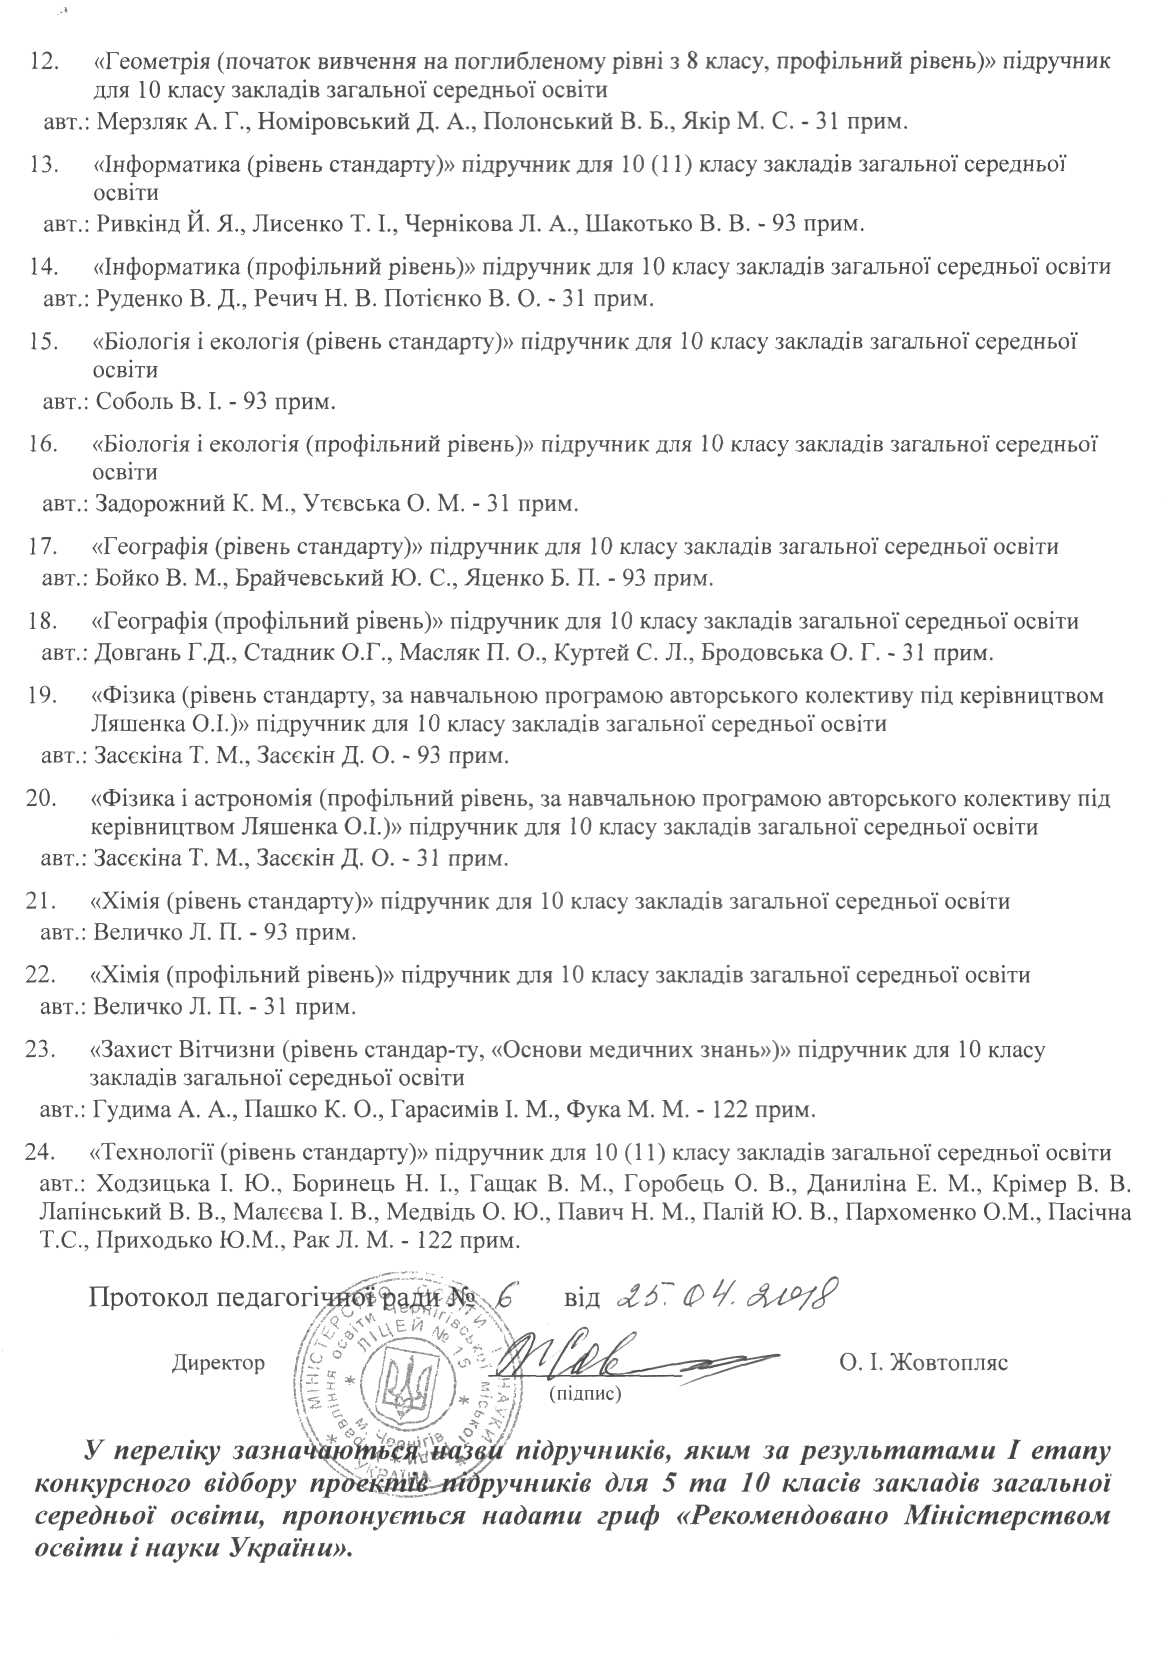 12. «Геометрія (початок вивчення на поглибленому рівні з 8 класу, профільний рівень)» підручник
для 10 класу закладів загальної середньої освіти
авт.: Мерзляк А. Г., Номіровський Д. А., Полонський В. Б., Якір М. С. - 31 прим.
13. «Інформатика (рівень стандарту)» підручник для 10 (11) класу закладів загальної середньої
освіти
авт.: Ривкінд Й. Я., Лисенко Т. І., Чернікова Л. А., Шакотько В. В. - 93 прим.
14. «Інформатика (профільний рівень)» підручник для 10 класу закладів загальної середньої освіти
авт.: Руденко В. Д., Речич Н. В. Потієнко В. О. - 31 прим.
15. «Біологія і екологія (рівень стандарту)» підручник для 10 класу закладів загальної середньої
освіти
авт.: Соболь В. І. - 93 прим.
16. «Біологія і екологія (профільний рівень)» підручник для 10 класу закладів загальної середньої
освіти
авт.: Задорожний К. М., Утєвська О. М. - 31 прим.
17. «Географія (рівень стандарту)» підручник для 10 класу закладів загальної середньої освіти
авт.: Бойко В. М., Брайчевський Ю. С., Яценко Б. П. - 93 прим.
18. «Географія (профільний рівень)» підручник для 10 класу закладів загальної середньої освіти
авт.: Довгань Г.Д., Стадник О.Г., Масляк П. О., Куртей С. Л., Бродовська О. Г. - 31 прим.
19. «Фізика (рівень стандарту, за навчальною програмою авторського колективу під керівництвом
Ляшенка О.І.)» підручник для 10 класу закладів загальної середньої освіти
авт.: Засєкіна Т. М., Засєкін Д. О. - 93 прим.
20. «Фізика і астрономія (профільний рівень, за навчальною програмою авторського колективу під
керівництвом Ляшенка О.І.)» підручник для 10 класу закладів загальної середньої освіти
авт.: Засєкіна Т. М., Засєкін Д. О. - 31 прим.
21. «Хімія (рівень стандарту)» підручник для 10 класу закладів загальної середньої освіти
авт.: Величко Л. П. - 93 прим.
22. «Хімія (профільний рівень)» підручник для 10 класу закладів загальної середньої освіти
авт.: Величко Л. П. - 31 прим.
23. «Захист Вітчизни (рівень стандар-ту, «Основи медичних знань»)» підручник для 10 класу
закладів загальної середньої освіти
авт.: Гудима А. А., Пашко К. О., Гарасимів І. М., Фука М. М. - 122 прим.
24. «Технології (рівень стандарту)» підручник для 10 (11) класу закладів загальної середньої освіти
авт.: Ходзицька І. Ю., Боринець Н. І., Гащак В. М., Горобець О. В., Даниліна Е. М., Крімер В. В.
Лапінський В. В., Малєєва І. В., Медвідь О. Ю., Павич Н. М., Палій Ю. В., Пархоменко О.М., Пасічна
Т.С., Приходько Ю.М., Рак Л. М. - 122 прим.
Протокол педагогічної ради № 6 від 25.04.2018
МІНІСТЕРСТВО ОСВІТИ І НАУКИ
УКРАЇНА
Управління освіти Чернігівської міської ради
ЛІЦЕЙ № 15
м. Чернігів
Директор О. І. Жовтопляс
(підпис)
У переліку зазначаються назви підручників, яким за результатами І етапу
конкурсного відбору проектів підручників для 5 та 10 класів закладів загальної
середньої освіти, пропонується надати гриф «Рекомендовано Міністерством
освіти і науки України».